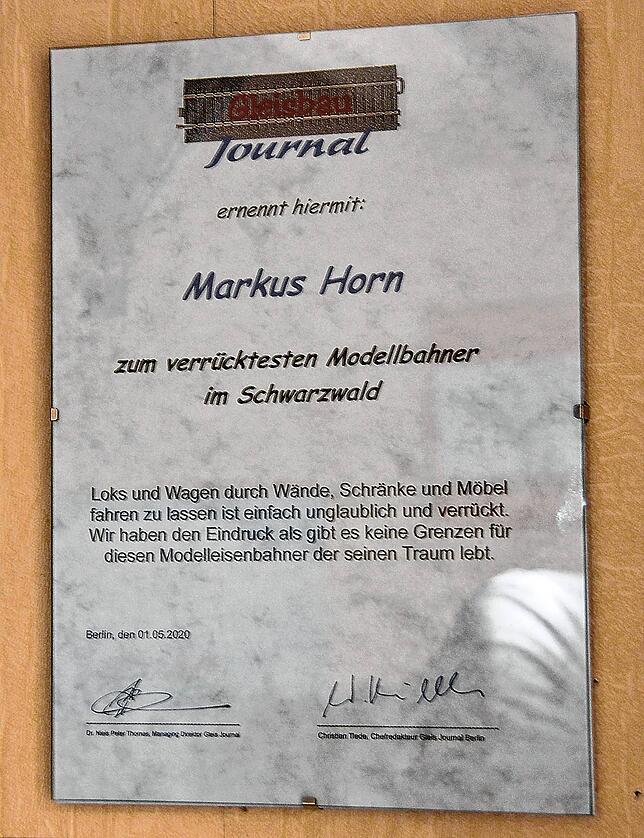 Gleisbau
Journal
ernennt hiermit:
Markus Horn
zum verrücktesten Modellbahner
im Schwarzwald
Loks und Wagen durch Wände, Schränke und Möbel
fahren zu lassen ist einfach unglaublich und verrückt.
Wir haben den Eindruck als gibt es keine Grenzen für
diesen Modelleisenbahner der seinen Traum lebt.
Berlin, den 01.05.2020
Dr. Niels Peter Thomas, Managing Direktor Gleis Journal
Christian Tiede, Chefredakteur Gleis Journal Berlin